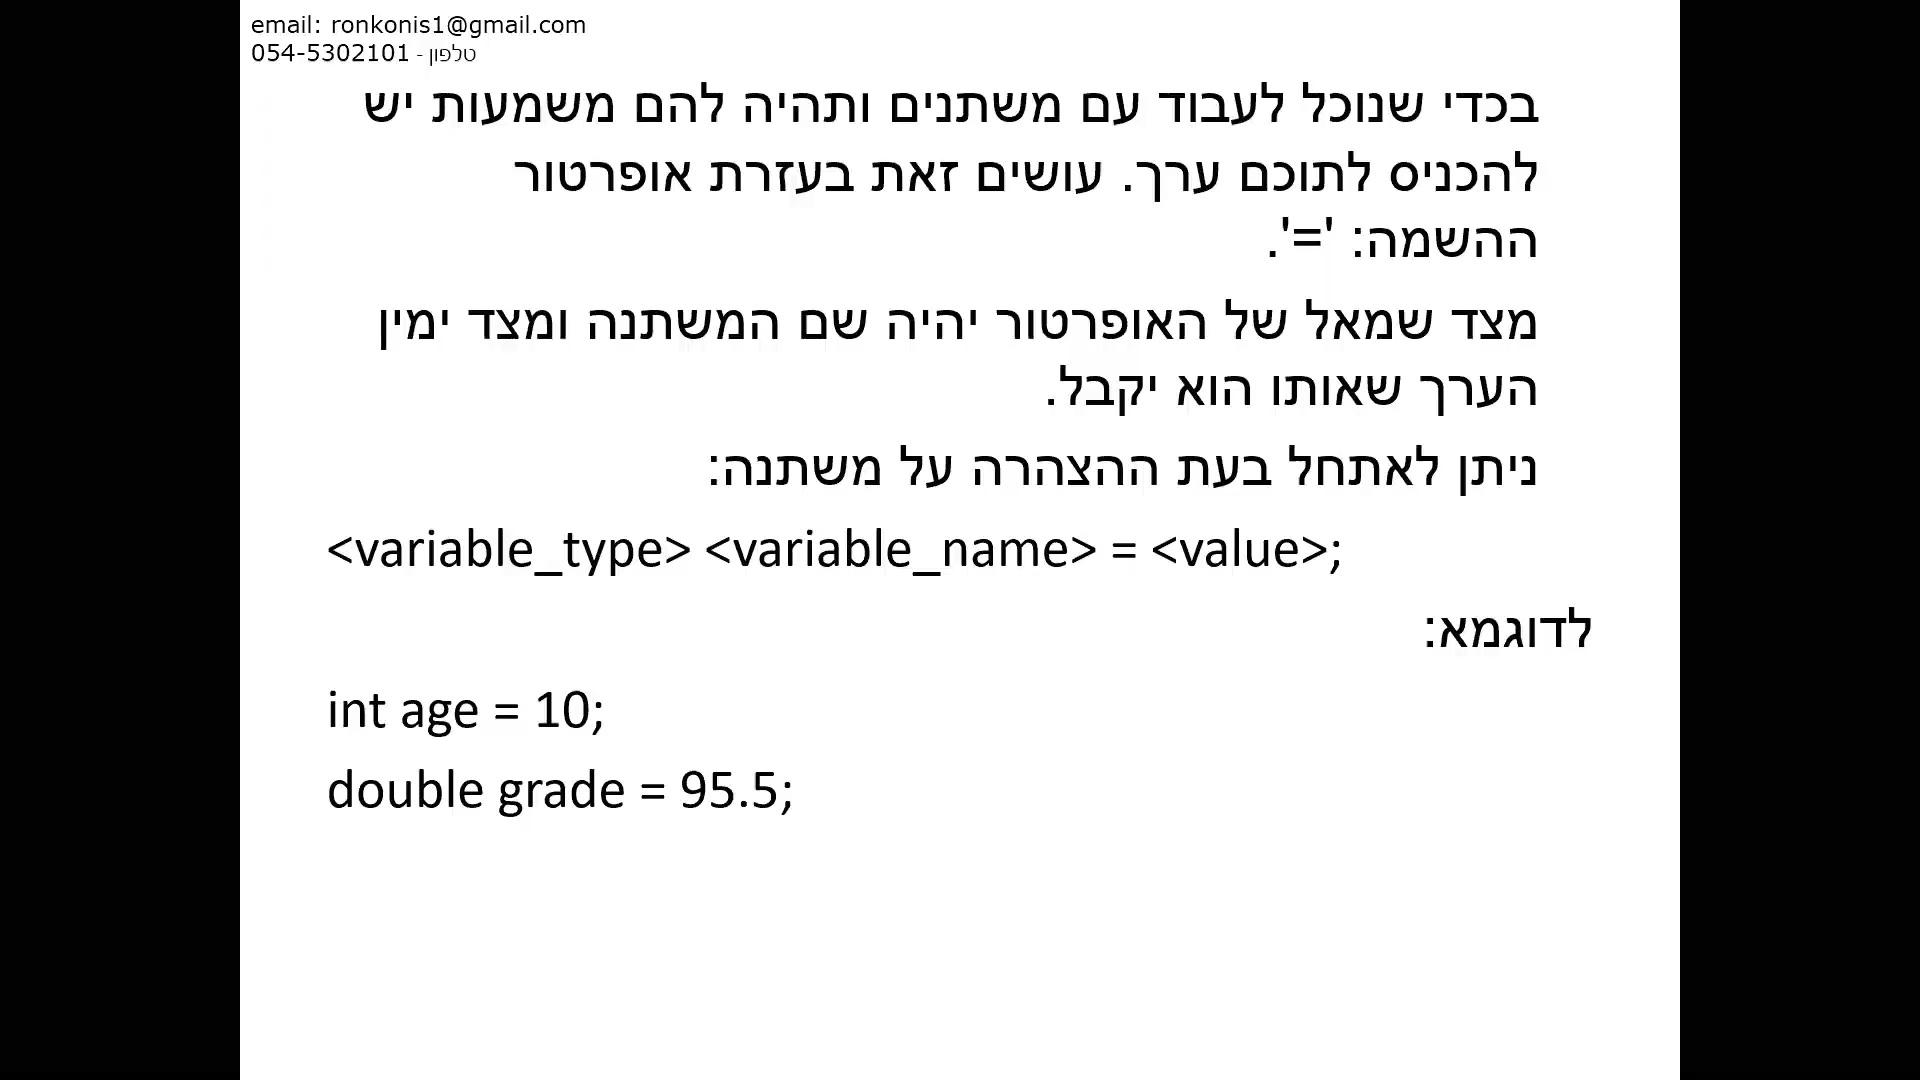 email: ronkonis1@gmail.com
טלפון - 054-5302101
בכדי שנוכל לעבוד עם משתנים ותהיה להם משמעות יש
להכניס לתוכם ערך. עושים זאת בעזרת אופרטור
ההשמה: '='.
מצד שמאל של האופרטור יהיה שם המשתנה ומצד ימין
הערך שאותו הוא יקבל.
ניתן לאתחל בעת ההצהרה על משתנה:
<variable_type> <variable_name> = <value>;
לדוגמא:
int age = 10;
double grade = 95.5;